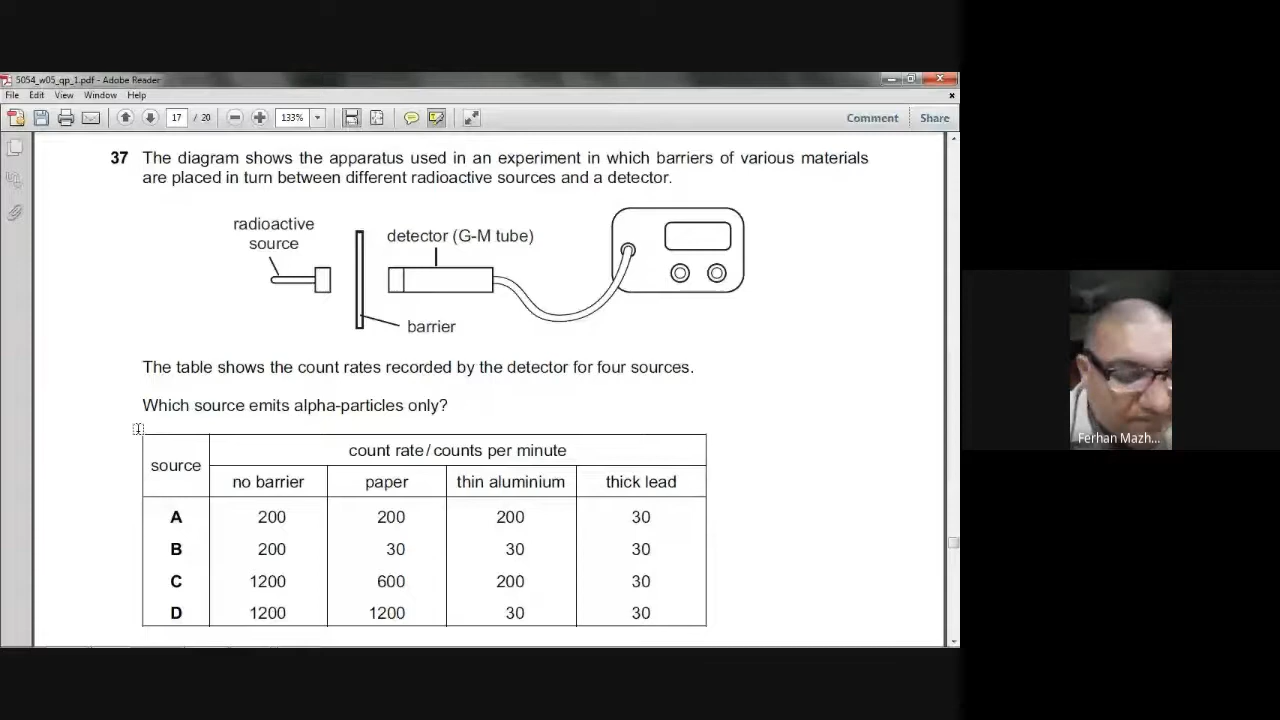 5054_w05_qp_1.pdf - Adobe Reader
File Edit View Window Help
17 / 20 133% Comment Share
37 The diagram shows the apparatus used in an experiment in which barriers of various materials
are placed in turn between different radioactive sources and a detector.
radioactive
source
detector (G-M tube)
barrier
The table shows the count rates recorded by the detector for four sources.
Which source emits alpha-particles only?
source
count rate / counts per minute
no barrier paper thin aluminium thick lead
A 200 200 200 30
B 200 30 30 30
C 1200 600 200 30
D 1200 1200 30 30
Ferhan Mazh...